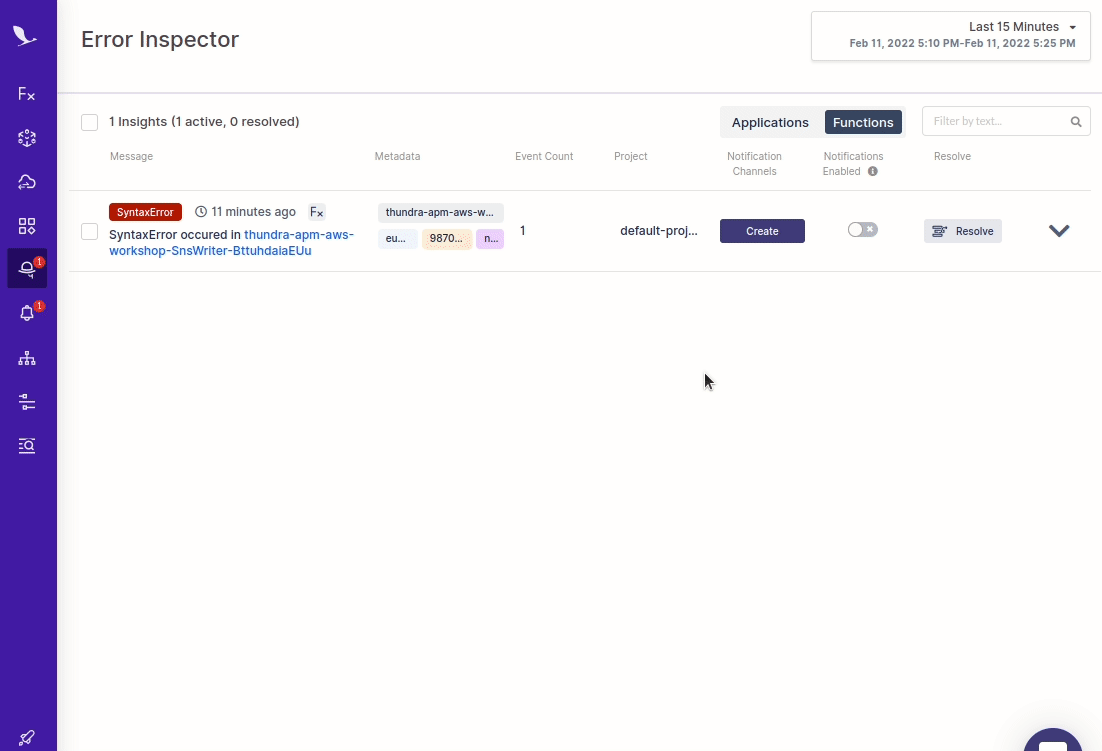 Error Inspector
Last 15 Minutes
Feb 11, 2022 5:10 PM-Feb 11, 2022 5:25 PM
Fx
1 Insights (1 active, 0 resolved)
Applications
Functions
Filter by text...
Message
Metadata
Event Count
Project
Notification
Channels
Notifications
Enabled
Resolve
SyntaxError
11 minutes ago
Fx
SyntaxError occured in thundra-apm-aws-
workshop-SnsWriter-BttuhdaIaEUu
thundra-apm-aws-w...
eu...
9870...
n...
1
default-proj...
Create
Resolve
1
1